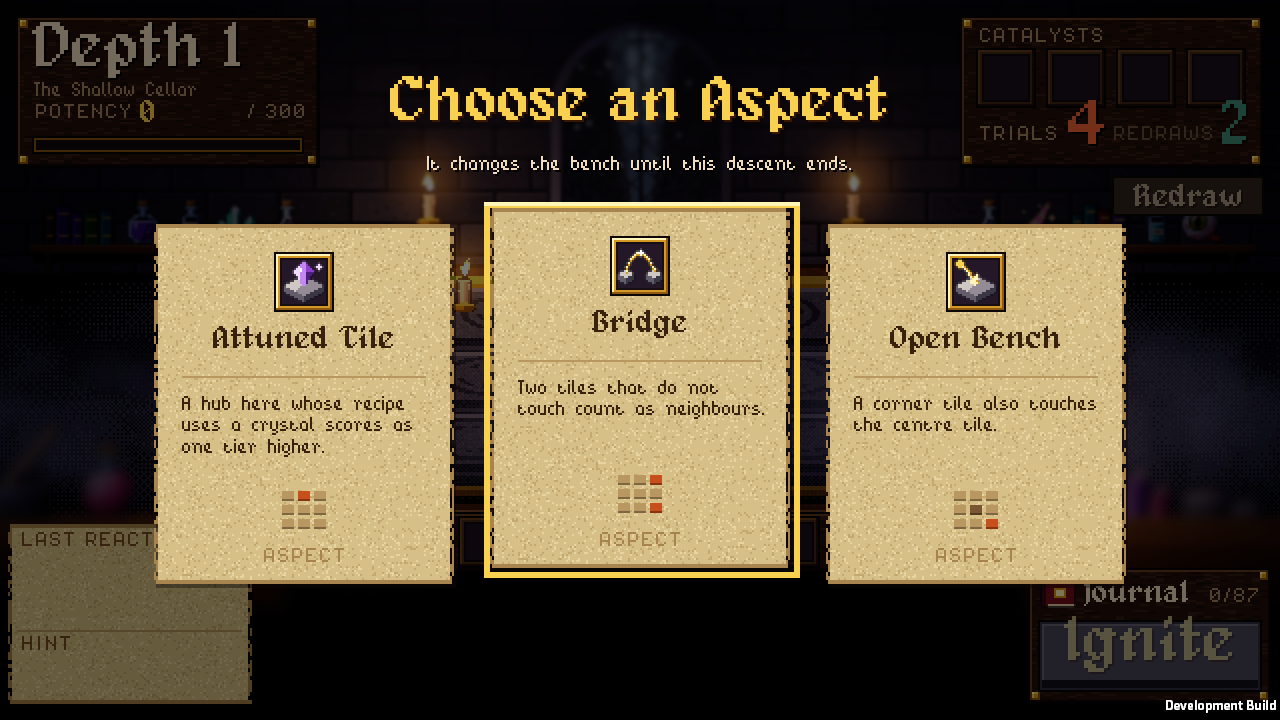 Depth 1
The Shallow Cellar
POTENCY 0 / 300
Choose an Aspect
It changes the bench until this descent ends.
CATALYSTS
TRIALS 4 REDRAWS 2
Redraw
Attuned Tile
A hub here whose recipe
uses a crystal scores as
one tier higher.
ASPECT
Bridge
Two tiles that do not
touch count as neighbours.
ASPECT
Open Bench
A corner tile also touches
the centre tile.
ASPECT
LAST REACT
HINT
Journal 0/87
Ignite
Development Build